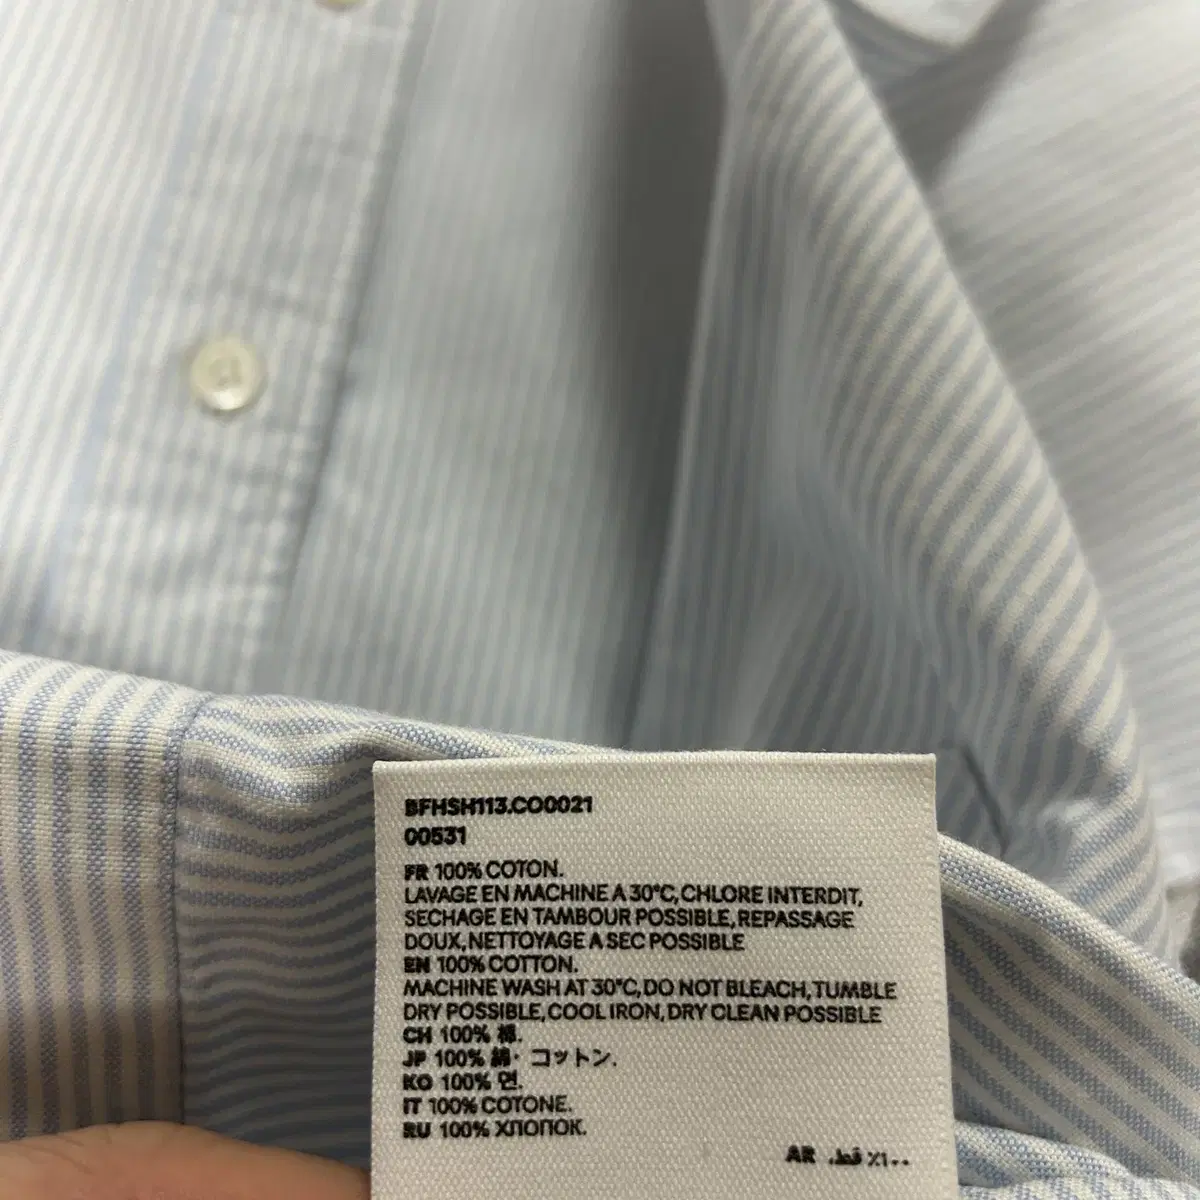 BFHSH113.CO0021
00531
FR 100% COTON.
LAVAGE EN MACHINE A 30°C, CHLORE INTERDIT,
SECHAGE EN TAMBOUR POSSIBLE, REPASSAGE
DOUX, NETTOYAGE A SEC POSSIBLE
EN 100% COTTON.
MACHINE WASH AT 30°C, DO NOT BLEACH, TUMBLE
DRY POSSIBLE, COOL IRON, DRY CLEAN POSSIBLE
CH 100% 棉.
JP 100% 綿・コットン.
KO 100% 면.
IT 100% COTONE.
RU 100% ХЛОПОК.
AR .قطن ٪١٠٠